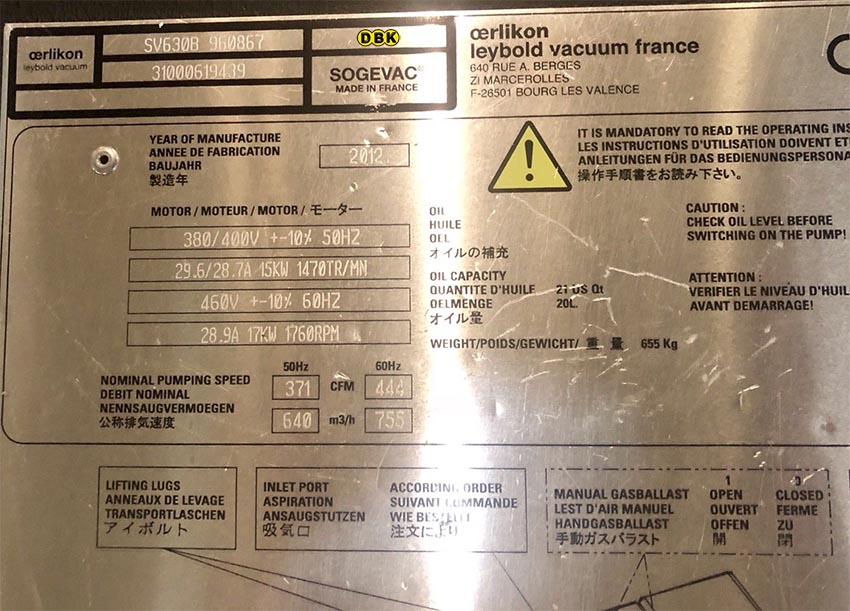 œrlikon
leybold vacuum
SV630B 960867
31000619439
DBK
SOGEVAC®
MADE IN FRANCE
œrlikon
leybold vacuum france
640 RUE A. BERGES
ZI MARCEROLLES
F-26501 BOURG LES VALENCE
YEAR OF MANUFACTURE
ANNEE DE FABRICATION
BAUJAHR
製造年
2012
IT IS MANDATORY TO READ THE OPERATING INS
LES INSTRUCTIONS D'UTILISATION DOIVENT ET
ANLEITUNGEN FÜR DAS BEDIENUNGSPERSONA
操作手順書をお読み下さい。
MOTOR / MOTEUR / MOTOR / モーター
380/400V +-10% 50HZ
29.6/28.7A 15KW 1470TR/MN
460V +-10% 60HZ
28.9A 17KW 1760RPM
OIL
HUILE
OEL
オイルの補充
CAUTION :
CHECK OIL LEVEL BEFORE
SWITCHING ON THE PUMP!
OIL CAPACITY
QUANTITE D'HUILE 21 US Qt
OELMENGE 20L.
オイル量
ATTENTION :
VERIFIER LE NIVEAU D'HUIL
AVANT DEMARRAGE!
WEIGHT/POIDS/GEWICHT/ 重 量 655 Kg
50Hz 60Hz
NOMINAL PUMPING SPEED
DEBIT NOMINAL
NENNSAUGVERMOEGEN
公称排気速度
371 CFM 444
640 m3/h 755
LIFTING LUGS
ANNEAUX DE LEVAGE
TRANSPORTLASCHEN
アイボルト
INLET PORT ACCORDING ORDER
ASPIRATION SUIVANT COMMANDE
ANSAUGSTUTZEN WIE BESTELLT
吸気口 注文により
1 0
MANUAL GASBALLAST OPEN CLOSED
LEST D'AIR MANUEL OUVERT FERME
HANDGASBALLAST OFFEN ZU
手動ガスバラスト 開 閉